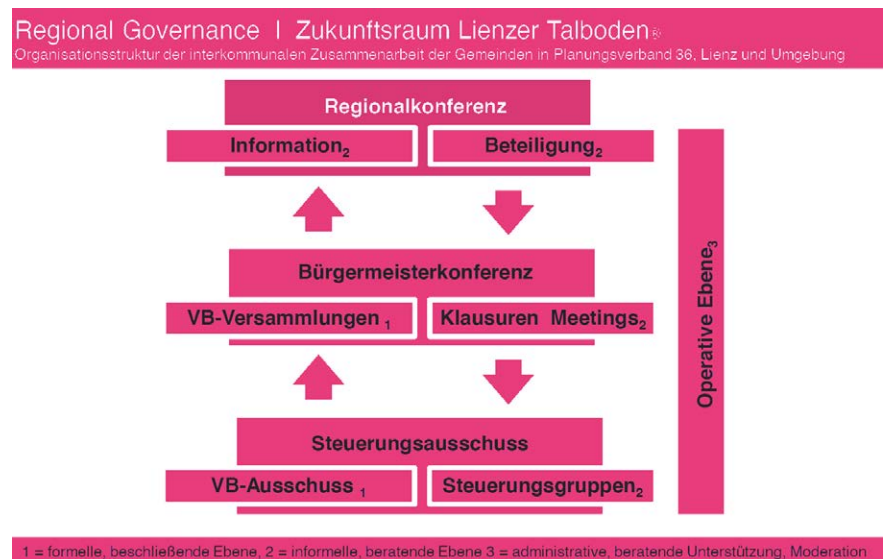 Regional Governance | Zukunftsraum Lienzer Talboden®
Organisationsstruktur der interkommunalen Zusammenarbeit der Gemeinden in Planungsverband 36, Lienz und Umgebung
Regionalkonferenz
Information₂
Beteiligung₂
Bürgermeisterkonferenz
VB-Versammlungen ₁
Klausuren Meetings₂
Steuerungsausschuss
VB-Ausschuss ₁
Steuerungsgruppen₂
Operative Ebene₃
1 = formelle, beschließende Ebene, 2 = informelle, beratende Ebene 3 = administrative, beratende Unterstützung, Moderation